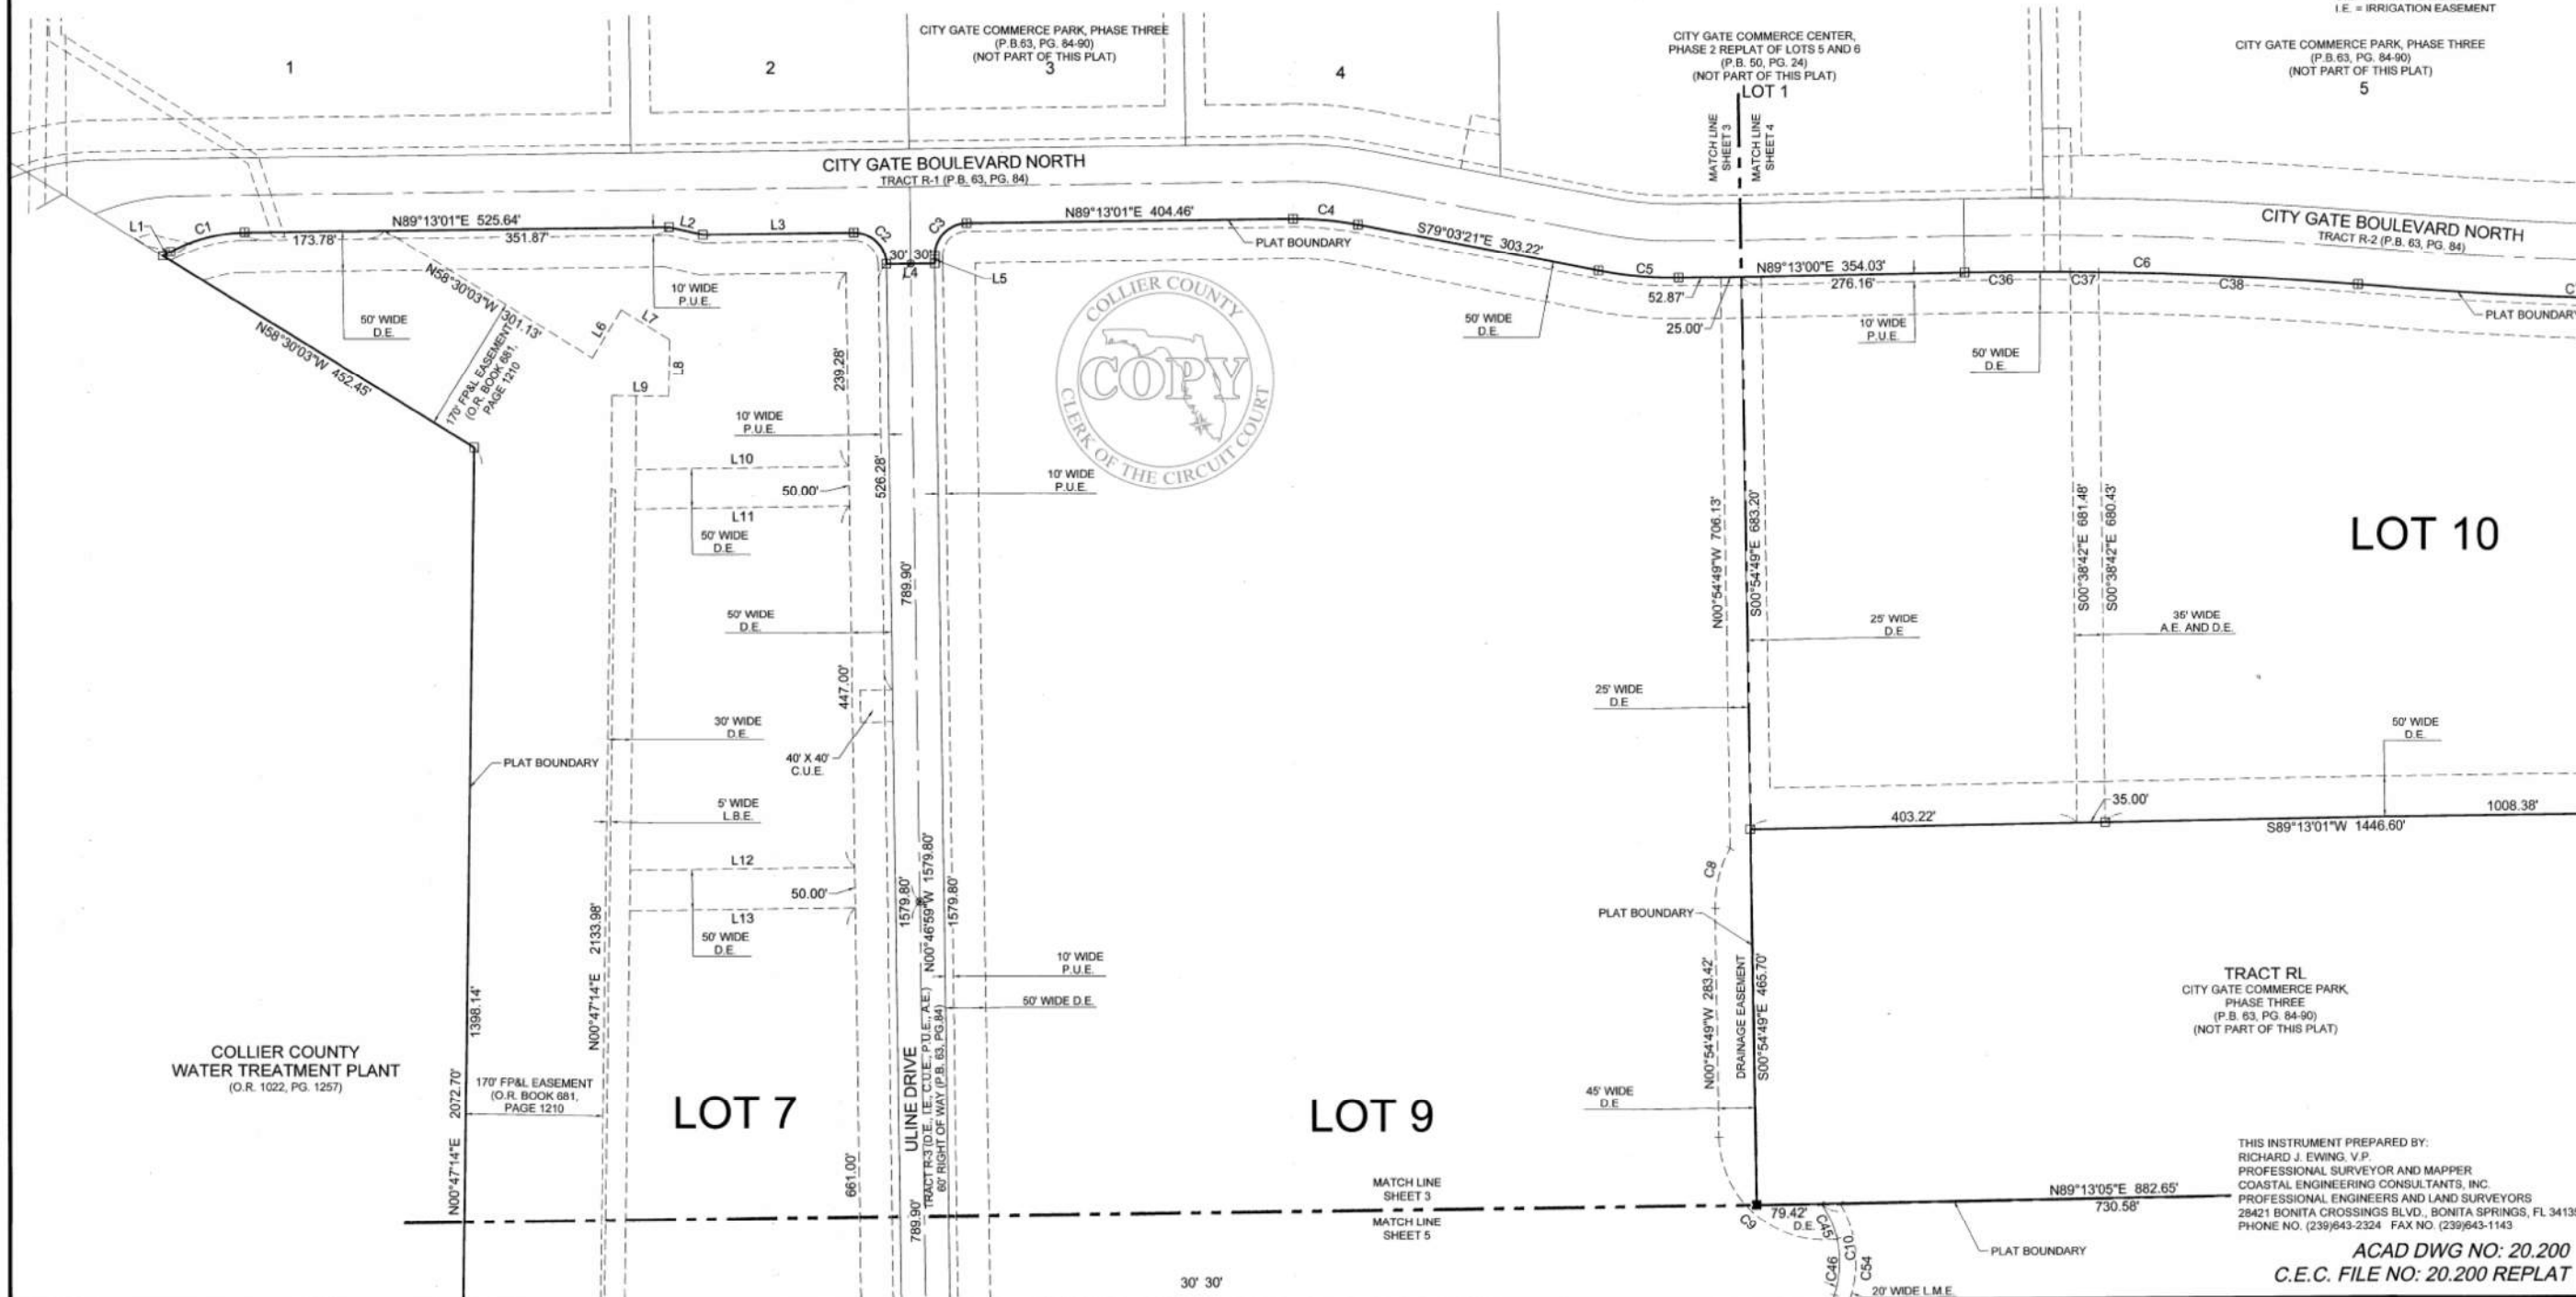 I.E. = IRRIGATION EASEMENT
CITY GATE COMMERCE PARK, PHASE THREE
(P.B.63, PG. 84-90)
(NOT PART OF THIS PLAT)
1
2
3
4
CITY GATE COMMERCE CENTER,
PHASE 2 REPLAT OF LOTS 5 AND 6
(P.B. 50, PG. 24)
(NOT PART OF THIS PLAT)
LOT 1
CITY GATE COMMERCE PARK, PHASE THREE
(P.B.63, PG. 84-90)
(NOT PART OF THIS PLAT)
5
MATCH LINE
SHEET 3
MATCH LINE
SHEET 4
CITY GATE BOULEVARD NORTH
TRACT R-1 (P.B. 63, PG. 84)
CITY GATE BOULEVARD NORTH
TRACT R-2 (P.B. 63, PG. 84)
L1
C1
N89°13'01"E 525.64'
173.78'
351.87'
L2
L3
C2
30'
30'
L4
C3
L5
N89°13'01"E 404.46'
PLAT BOUNDARY
C4
S79°03'21"E 303.22'
C5
52.87'
25.00'
N89°13'00"E 354.03'
276.16'
C36
C37
C6
C38
PLAT BOUNDARY
N58°30'03"W 301.13'
N58°30'03"W 452.45'
170' FP&L EASEMENT
(O.R. BOOK 681,
PAGE 1210
50' WIDE
D.E.
L6
L7
L8
L9
10' WIDE
P.U.E.
239.28'
10' WIDE
P.U.E.
526.28'
L10
50.00'
L11
50' WIDE
D.E.
COLLIER COUNTY
COPY
CLERK OF THE CIRCUIT COURT
10' WIDE
P.U.E.
50' WIDE
D.E.
10' WIDE
P.U.E.
50' WIDE
D.E.
N00°54'49"W 706.13'
S00°54'49"E 683.20'
S00°38'42"E 681.48'
S00°38'42"E 680.43'
LOT 10
789.90'
50' WIDE
D.E.
447.00'
25' WIDE
D.E
35' WIDE
A.E. AND D.E.
25' WIDE
D.E
30' WIDE
D.E.
40' X 40'
C.U.E.
PLAT BOUNDARY
5' WIDE
L.B.E.
50' WIDE
D.E.
403.22'
35.00'
1008.38'
S89°13'01"W 1446.60'
L12
50.00'
L13
50' WIDE
D.E.
1579.80'
N00°46'59"W 1579.80'
1579.80'
C8
PLAT BOUNDARY
N00°47'14"E 2133.98'
1398.14'
10' WIDE
P.U.E.
50' WIDE D.E.
N00°54'49"W 283.42'
DRAINAGE EASEMENT
S00°54'49"E 465.70'
TRACT RL
CITY GATE COMMERCE PARK,
PHASE THREE
(P.B. 63, PG. 84-90)
(NOT PART OF THIS PLAT)
COLLIER COUNTY
WATER TREATMENT PLANT
(O.R. 1022, PG. 1257)
N00°47'14"E 2072.70'
170' FP&L EASEMENT
(O.R. BOOK 681,
PAGE 1210
LOT 7
661.00'
ULINE DRIVE
TRACT R-3 (D.E., I.E., C.U.E., P.U.E., A.E.)
60' RIGHT OF WAY (P.B. 63, PG.84)
789.90'
LOT 9
45' WIDE
D.E
MATCH LINE
SHEET 3
MATCH LINE
SHEET 5
30' 30'
C9
79.42'
D.E.
C45
C10
C46
C54
20' WIDE L.M.E.
N89°13'05"E 882.65'
730.58'
PLAT BOUNDARY
THIS INSTRUMENT PREPARED BY:
RICHARD J. EWING, V.P.
PROFESSIONAL SURVEYOR AND MAPPER
COASTAL ENGINEERING CONSULTANTS, INC.
PROFESSIONAL ENGINEERS AND LAND SURVEYORS
28421 BONITA CROSSINGS BLVD., BONITA SPRINGS, FL 34135
PHONE NO. (239)643-2324 FAX NO. (239)643-1143
ACAD DWG NO: 20.200
C.E.C. FILE NO: 20.200 REPLAT